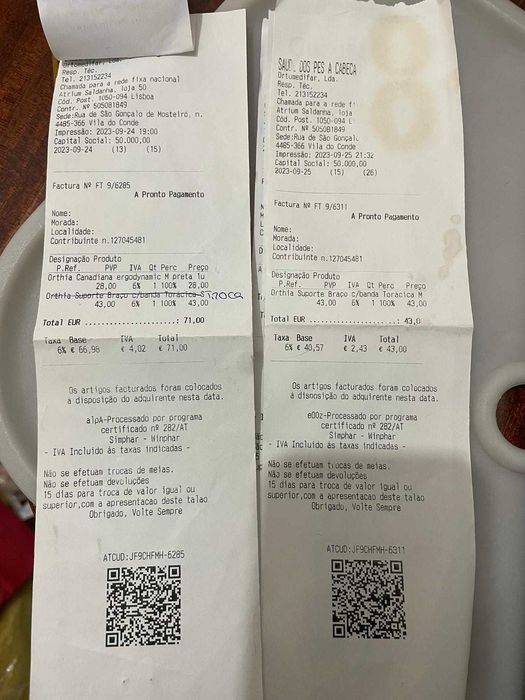 Ortumedifar, Lda.
Resp. Téc.
Tel. 213152234
Chamada para a rede fixa nacional
Atrium Saldanha, loja 50
Cód. Post. 1050-094 Lisboa
Contr. Nº 505081849
Sede:Rua de São Gonçalo de Mosteiró, n.
4485-366 Vila do Conde
Impressão: 2023-09-24 19:00
Capital Social: 50.000,00
2023-09-24 (13) (15)
Factura Nº FT 9/6285
A Pronto Pagamento
Nome:
Morada:
Localidade:
Contribuinte n.127045481
Designação Produto
P.Ref. PVP IVA Qt Perc Preço
Orthia Canadiana ergodynamic M preta 1u
28,00 6% 1 100% 28,00
Orthia Suporte Braço c/banda Torácica S TROCA
43,00 6% 1 100% 43,00
Total EUR ....................: 71,00
Taxa Base IVA Total
6% € 66,98 € 4,02 € 71,00
Os artigos facturados foram colocados
à disposição do adquirente nesta data.
a1pA-Processado por programa
certificado nº 282/AT
Simphar - Winphar
- IVA Incluído às taxas indicadas -
Não se efetuam trocas de meias.
Não se efetuam devoluções
15 dias para troca de valor igual ou
superior,com a apresentacao deste talao
Obrigado, Volte Sempre
ATCUD:JF9CHFMH-6285
SAUD. DOS PES A CABECA
Ortumedifar, Lda.
Resp. Téc.
Tel. 213152234
Chamada para a rede f
Atrium Saldanha, loja
Cód. Post. 1050-094 L
Contr. Nº 505081849
Sede:Rua de São Gonçal
4485-366 Vila do Conde
Impressão: 2023-09-25 21:32
Capital Social: 50.000,00
2023-09-25 (15) (26)
Factura Nº FT 9/6311
A Pronto Pagamento
Nome:
Morada:
Localidade:
Contribuinte n.127045481
Designação Produto
P.Ref. PVP IVA Qt Perc Preço
Orthia Suporte Braço c/banda Torácica M
43,00 6% 1 100% 43,00
Total EUR ....................: 43,0
Taxa Base IVA Total
6% € 40,57 € 2,43 € 43,00
Os artigos facturados foram colocados
à disposição do adquirente nesta data.
e00z-Processado por programa
certificado nº 282/AT
Simphar - Winphar
- IVA Incluído às taxas indicadas -
Não se efetuam trocas de meias.
Não se efetuam devoluções
15 dias para troca de valor igual ou
superior,com a apresentacao deste talao
Obrigado, Volte Sempre
ATCUD:JF9CHFMH-6311